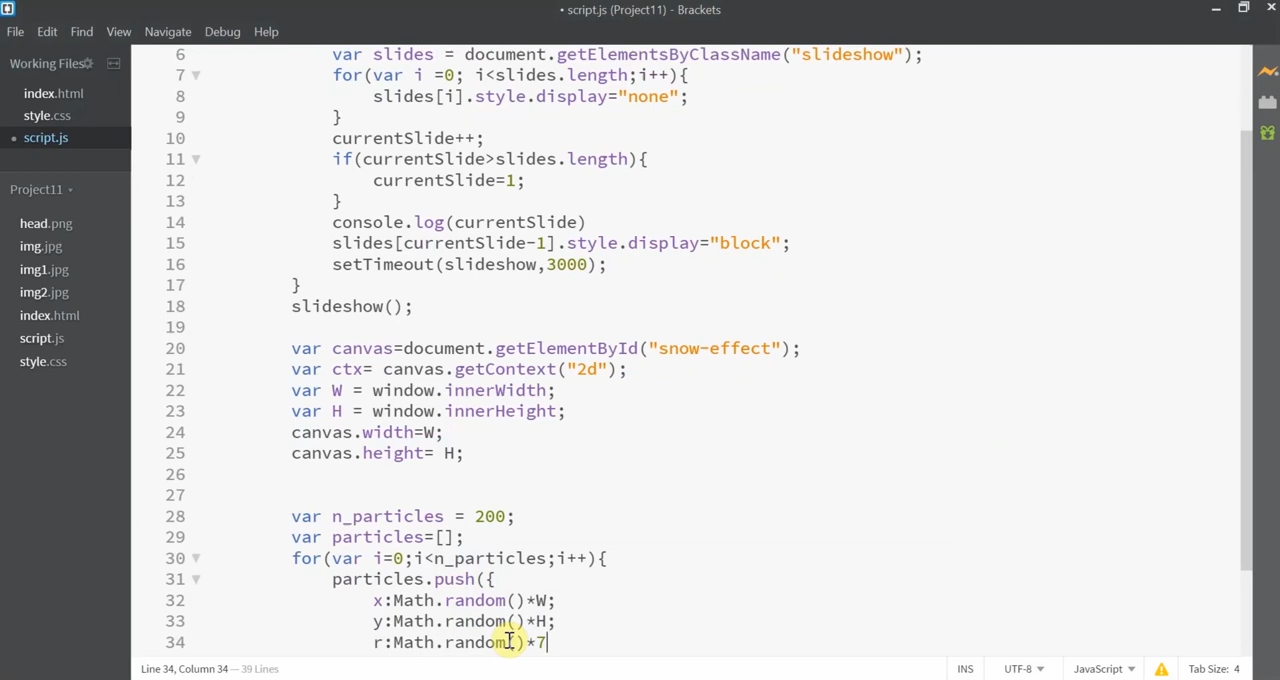 • script.js (Project11) - Brackets
File Edit Find View Navigate Debug Help
Working Files
index.html
style.css
• script.js
Project11
head.png
img.jpg
img1.jpg
img2.jpg
index.html
script.js
style.css
6 var slides = document.getElementsByClassName("slideshow");
7 for(var i =0; i<slides.length;i++){
8 slides[i].style.display="none";
9 }
10 currentSlide++;
11 if(currentSlide>slides.length){
12 currentSlide=1;
13 }
14 console.log(currentSlide)
15 slides[currentSlide-1].style.display="block";
16 setTimeout(slideshow,3000);
17 }
18 slideshow();
19
20 var canvas=document.getElementById("snow-effect");
21 var ctx= canvas.getContext("2d");
22 var W = window.innerWidth;
23 var H = window.innerHeight;
24 canvas.width=W;
25 canvas.height= H;
26
27
28 var n_particles = 200;
29 var particles=[];
30 for(var i=0;i<n_particles;i++){
31 particles.push({
32 x:Math.random()*W;
33 y:Math.random()*H;
34 r:Math.random()*7
Line 34, Column 34 — 39 Lines
INS UTF-8 JavaScript Tab Size: 4